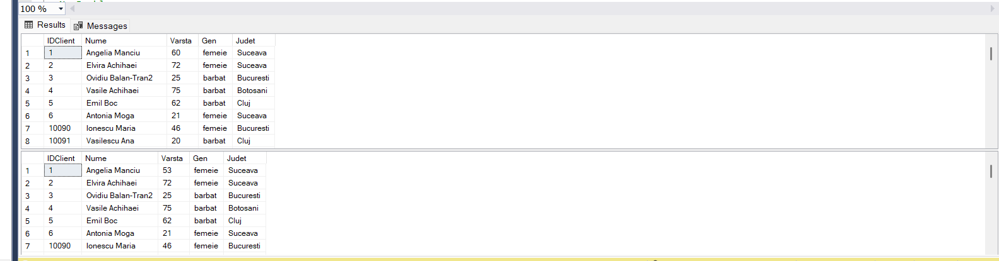 100 %
Results Messages
IDClient Nume Varsta Gen Judet
1 1 Angelia Manciu 60 femeie Suceava
2 2 Elvira Achihaei 72 femeie Suceava
3 3 Ovidiu Balan-Tran2 25 barbat Bucuresti
4 4 Vasile Achihaei 75 barbat Botosani
5 5 Emil Boc 62 barbat Cluj
6 6 Antonia Moga 21 femeie Suceava
7 10090 Ionescu Maria 46 femeie Bucuresti
8 10091 Vasilescu Ana 20 barbat Cluj
IDClient Nume Varsta Gen Judet
1 1 Angelia Manciu 53 femeie Suceava
2 2 Elvira Achihaei 72 femeie Suceava
3 3 Ovidiu Balan-Tran2 25 barbat Bucuresti
4 4 Vasile Achihaei 75 barbat Botosani
5 5 Emil Boc 62 barbat Cluj
6 6 Antonia Moga 21 femeie Suceava
7 10090 Ionescu Maria 46 femeie Bucuresti